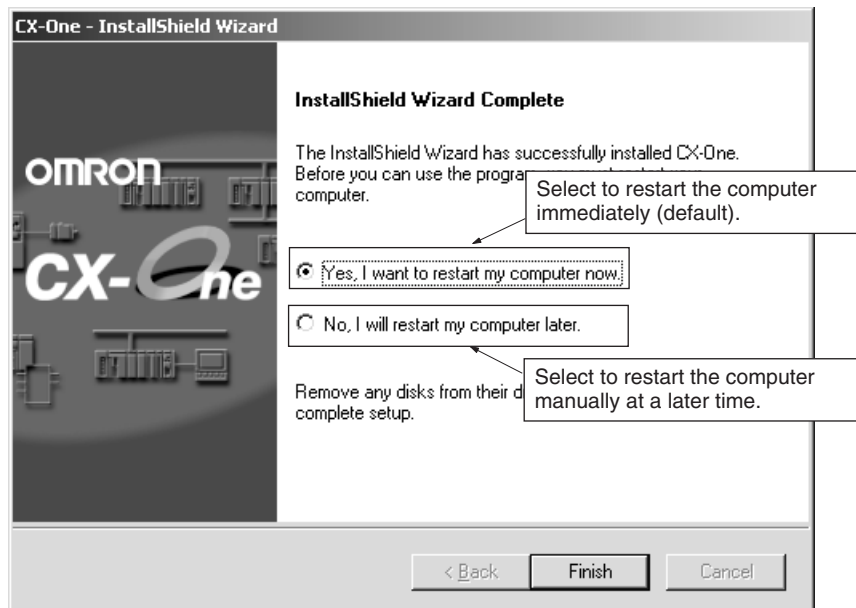 CX-One - InstallShield Wizard
OMRON
CX-One
InstallShield Wizard Complete
The InstallShield Wizard has successfully installed CX-One.
Before you can use the program,
computer.
Select to restart the computer
immediately (default).
Yes, I want to restart my computer now.
No, I will restart my computer later.
Select to restart the computer
manually at a later time.
Remove any disks from their
complete setup.
< Back
Finish
Cancel